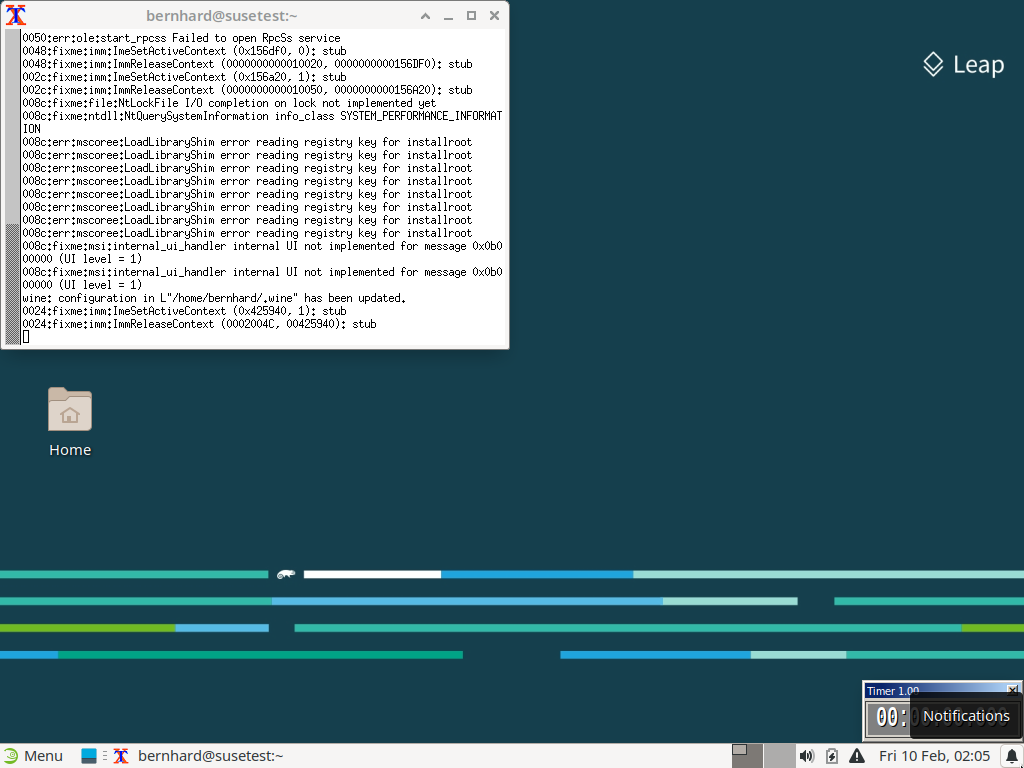 bernhard@susetest:~
0050:err:ole:start_rpcss Failed to open RpcSs service
0048:fixme:imm:ImeSetActiveContext (0x156df0, 0): stub
0048:fixme:imm:ImmReleaseContext (0000000000010020, 0000000000156DF0): stub
002c:fixme:imm:ImeSetActiveContext (0x156a20, 1): stub
002c:fixme:imm:ImmReleaseContext (0000000000010050, 0000000000156A20): stub
008c:fixme:file:NtLockFile I/O completion on lock not implemented yet
008c:fixme:ntdll:NtQuerySystemInformation info_class SYSTEM_PERFORMANCE_INFORMAT
ION
008c:err:mscoree:LoadLibraryShim error reading registry key for installroot
008c:err:mscoree:LoadLibraryShim error reading registry key for installroot
008c:err:mscoree:LoadLibraryShim error reading registry key for installroot
008c:err:mscoree:LoadLibraryShim error reading registry key for installroot
008c:err:mscoree:LoadLibraryShim error reading registry key for installroot
008c:err:mscoree:LoadLibraryShim error reading registry key for installroot
008c:err:mscoree:LoadLibraryShim error reading registry key for installroot
008c:err:mscoree:LoadLibraryShim error reading registry key for installroot
008c:fixme:msi:internal_ui_handler internal UI not implemented for message 0x0b0
00000 (UI level = 1)
008c:fixme:msi:internal_ui_handler internal UI not implemented for message 0x0b0
00000 (UI level = 1)
wine: configuration in L"/home/bernhard/.wine" has been updated.
0024:fixme:imm:ImeSetActiveContext (0x425940, 1): stub
0024:fixme:imm:ImmReleaseContext (0002004C, 00425940): stub
Leap
Home
Timer 1.00
00:
Notifications
Menu
bernhard@susetest:~
Fri 10 Feb, 02:05